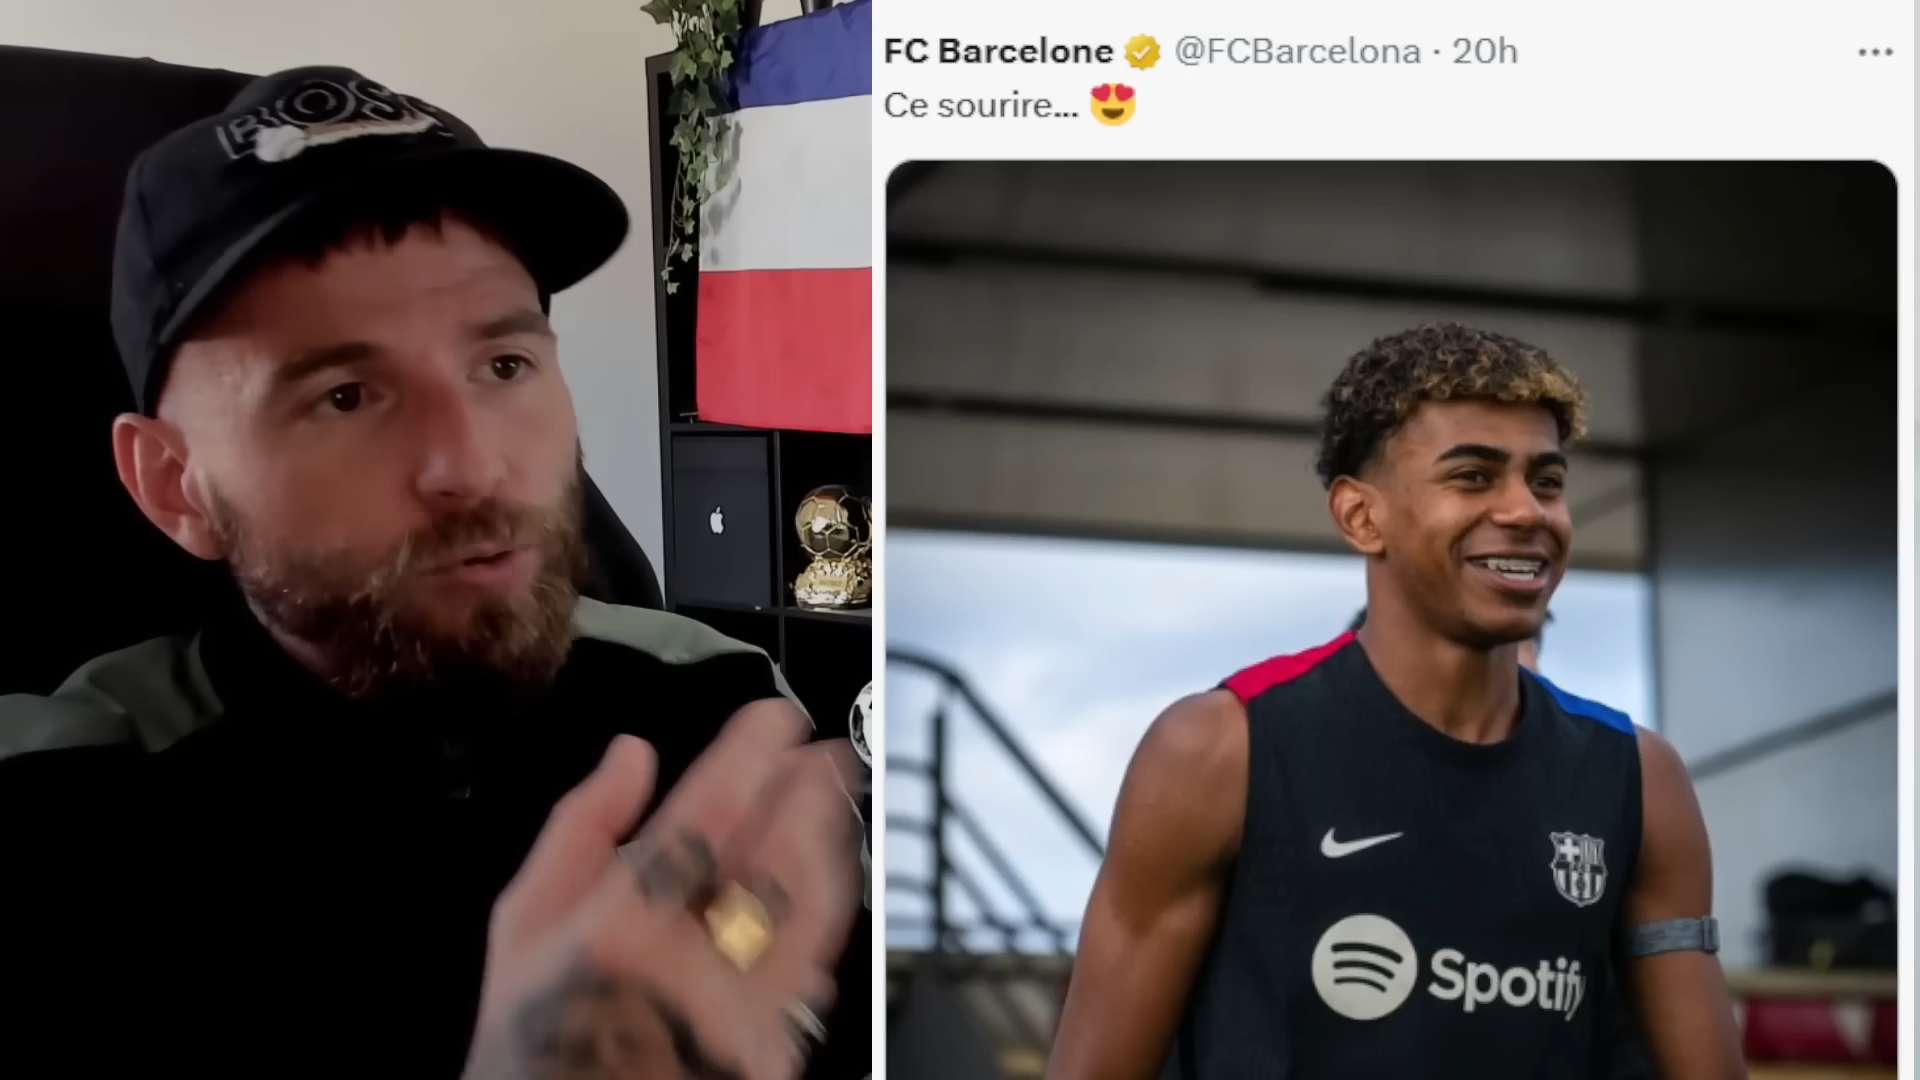 BOSS
FC Barcelone @FCBarcelona · 20h
Ce sourire... 😍
Spotify